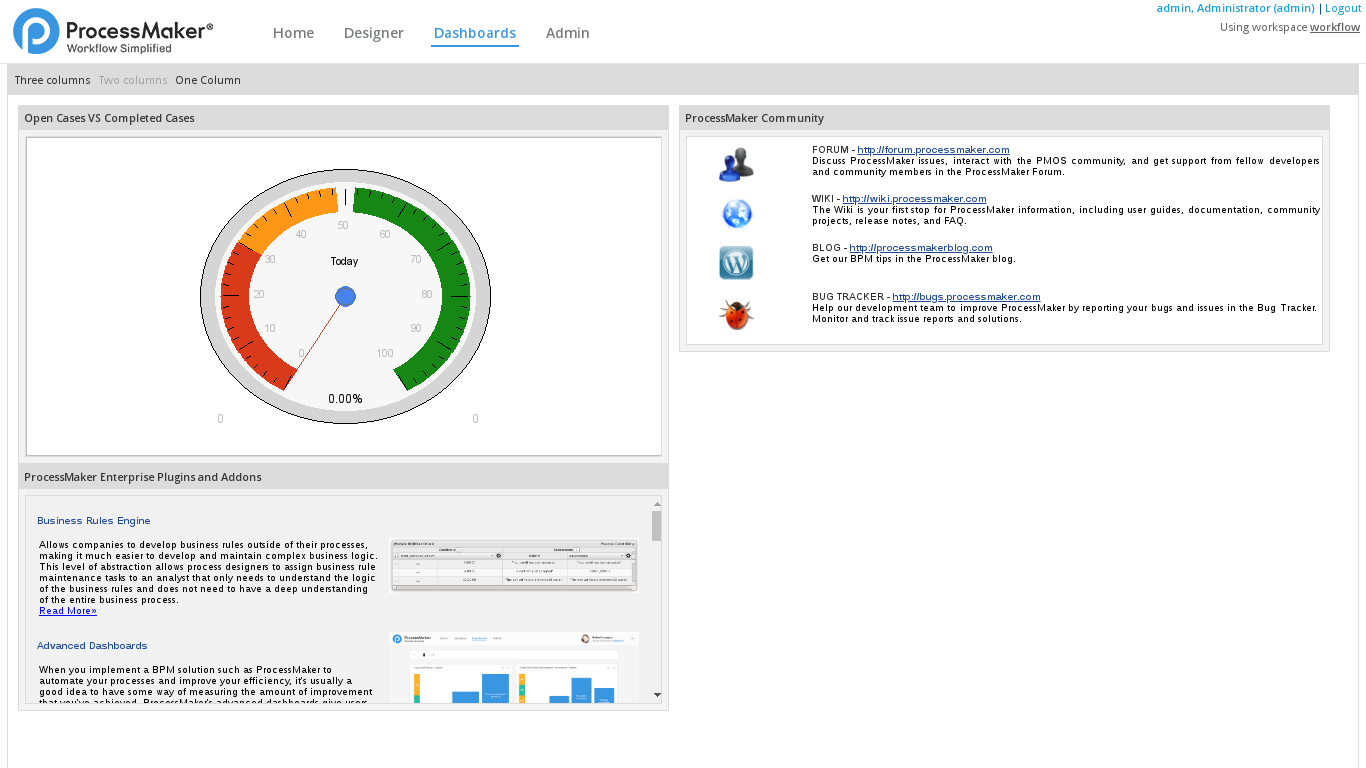 ProcessMaker®
Workflow Simplified
Home Designer Dashboards Admin
admin, Administrator (admin) | Logout
Using workspace workflow
Three columns Two columns One Column
Open Cases VS Completed Cases
50
40 60
Today
30 70
20 80
10 90
0 100
0.00%
0 0
ProcessMaker Enterprise Plugins and Addons
Business Rules Engine
Allows companies to develop business rules outside of their processes,
making it much easier to develop and maintain complex business logic.
This level of abstraction allows process designers to assign business rule
maintenance tasks to an analyst that only needs to understand the logic
of the business rules and does not need to have a deep understanding
of the entire business process.
Read More»
Advanced Dashboards
When you implement a BPM solution such as ProcessMaker to
automate your processes and improve your efficiency, it's usually a
good idea to have some way of measuring the amount of improvement
that you've achieved. ProcessMaker's advanced dashboards give users
ProcessMaker
ProcessMaker Community
FORUM - http://forum.processmaker.com
Discuss ProcessMaker issues, interact with the PMOS community, and get support from fellow developers
and community members in the ProcessMaker Forum.
WIKI - http://wiki.processmaker.com
The Wiki is your first stop for ProcessMaker information, including user guides, documentation, community
projects, release notes, and FAQ.
BLOG - http://processmakerblog.com
Get our BPM tips in the ProcessMaker blog.
BUG TRACKER - http://bugs.processmaker.com
Help our development team to improve ProcessMaker by reporting your bugs and issues in the Bug Tracker.
Monitor and track issue reports and solutions.